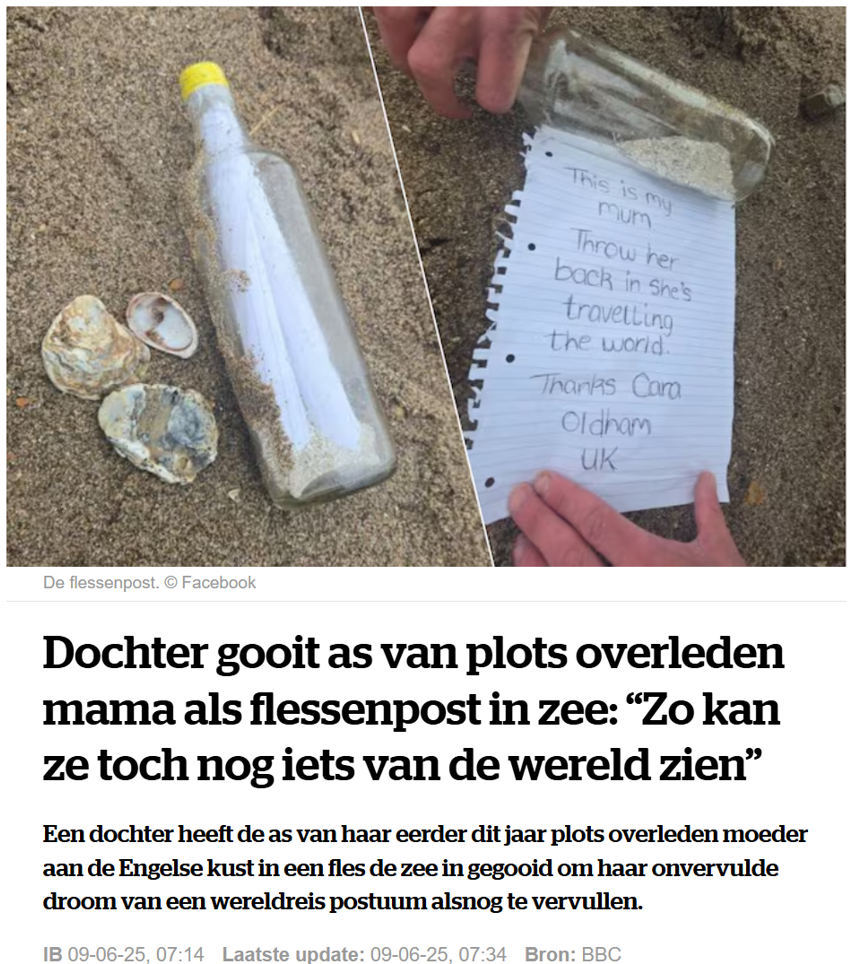 This is my
mum
Throw her
back in she's
travelling
the world.
Thanks Cara
Oldham
UK
De flessenpost. © Facebook
Dochter gooit as van plots overleden
mama als flessenpost in zee: “Zo kan
ze toch nog iets van de wereld zien”
Een dochter heeft de as van haar eerder dit jaar plots overleden moeder
aan de Engelse kust in een fles de zee in gegooid om haar onvervulde
droom van een wereldreis postuum alsnog te vervullen.
IB 09-06-25, 07:14 Laatste update: 09-06-25, 07:34 Bron: BBC